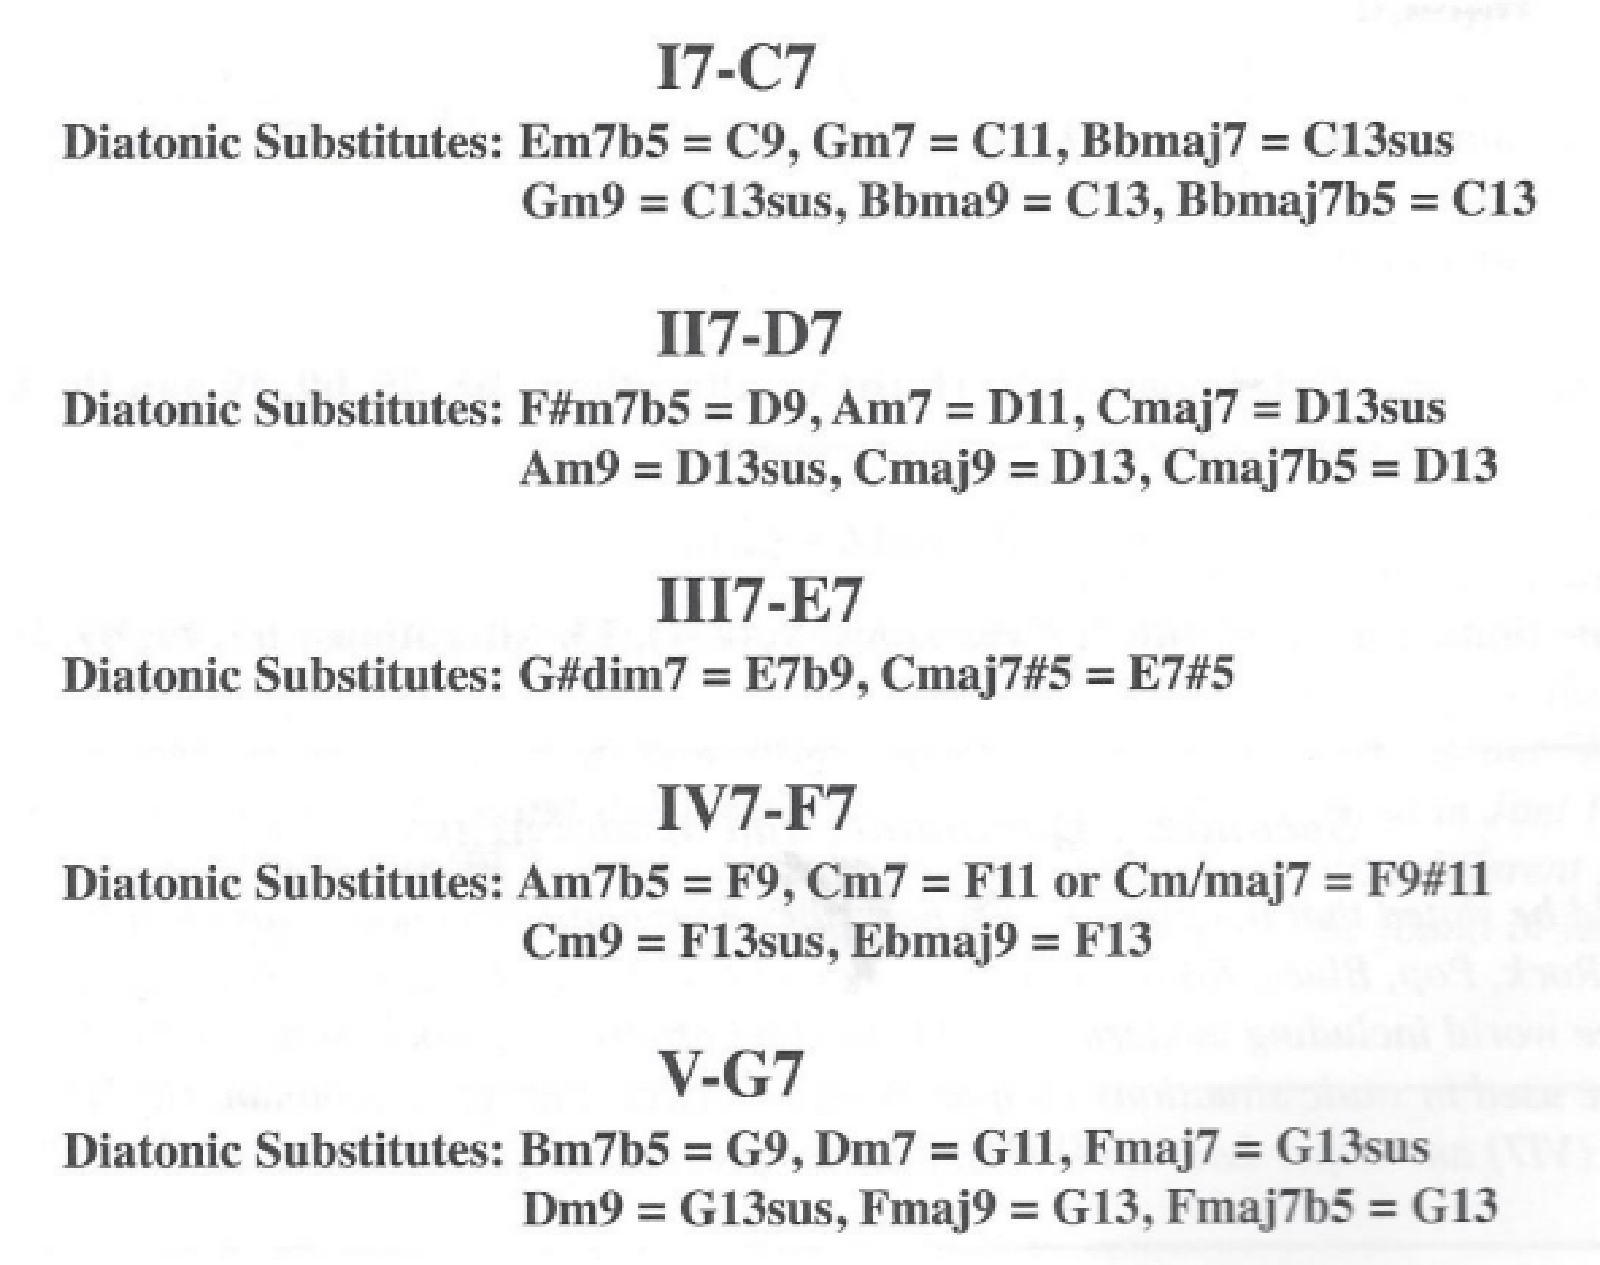 I7-C7
Diatonic Substitutes: Em7b5 = C9, Gm7 = C11, Bbmaj7 = C13sus
Gm9 = C13sus, Bbma9 = C13, Bbmaj7b5 = C13
II7-D7
Diatonic Substitutes: F#m7b5 = D9, Am7 = D11, Cmaj7 = D13sus
Am9 = D13sus, Cmaj9 = D13, Cmaj7b5 = D13
III7-E7
Diatonic Substitutes: G#dim7 = E7b9, Cmaj7#5 = E7#5
IV7-F7
Diatonic Substitutes: Am7b5 = F9, Cm7 = F11 or Cm/maj7 = F9#11
Cm9 = F13sus, Ebmaj9 = F13
V-G7
Diatonic Substitutes: Bm7b5 = G9, Dm7 = G11, Fmaj7 = G13sus
Dm9 = G13sus, Fmaj9 = G13, Fmaj7b5 = G13